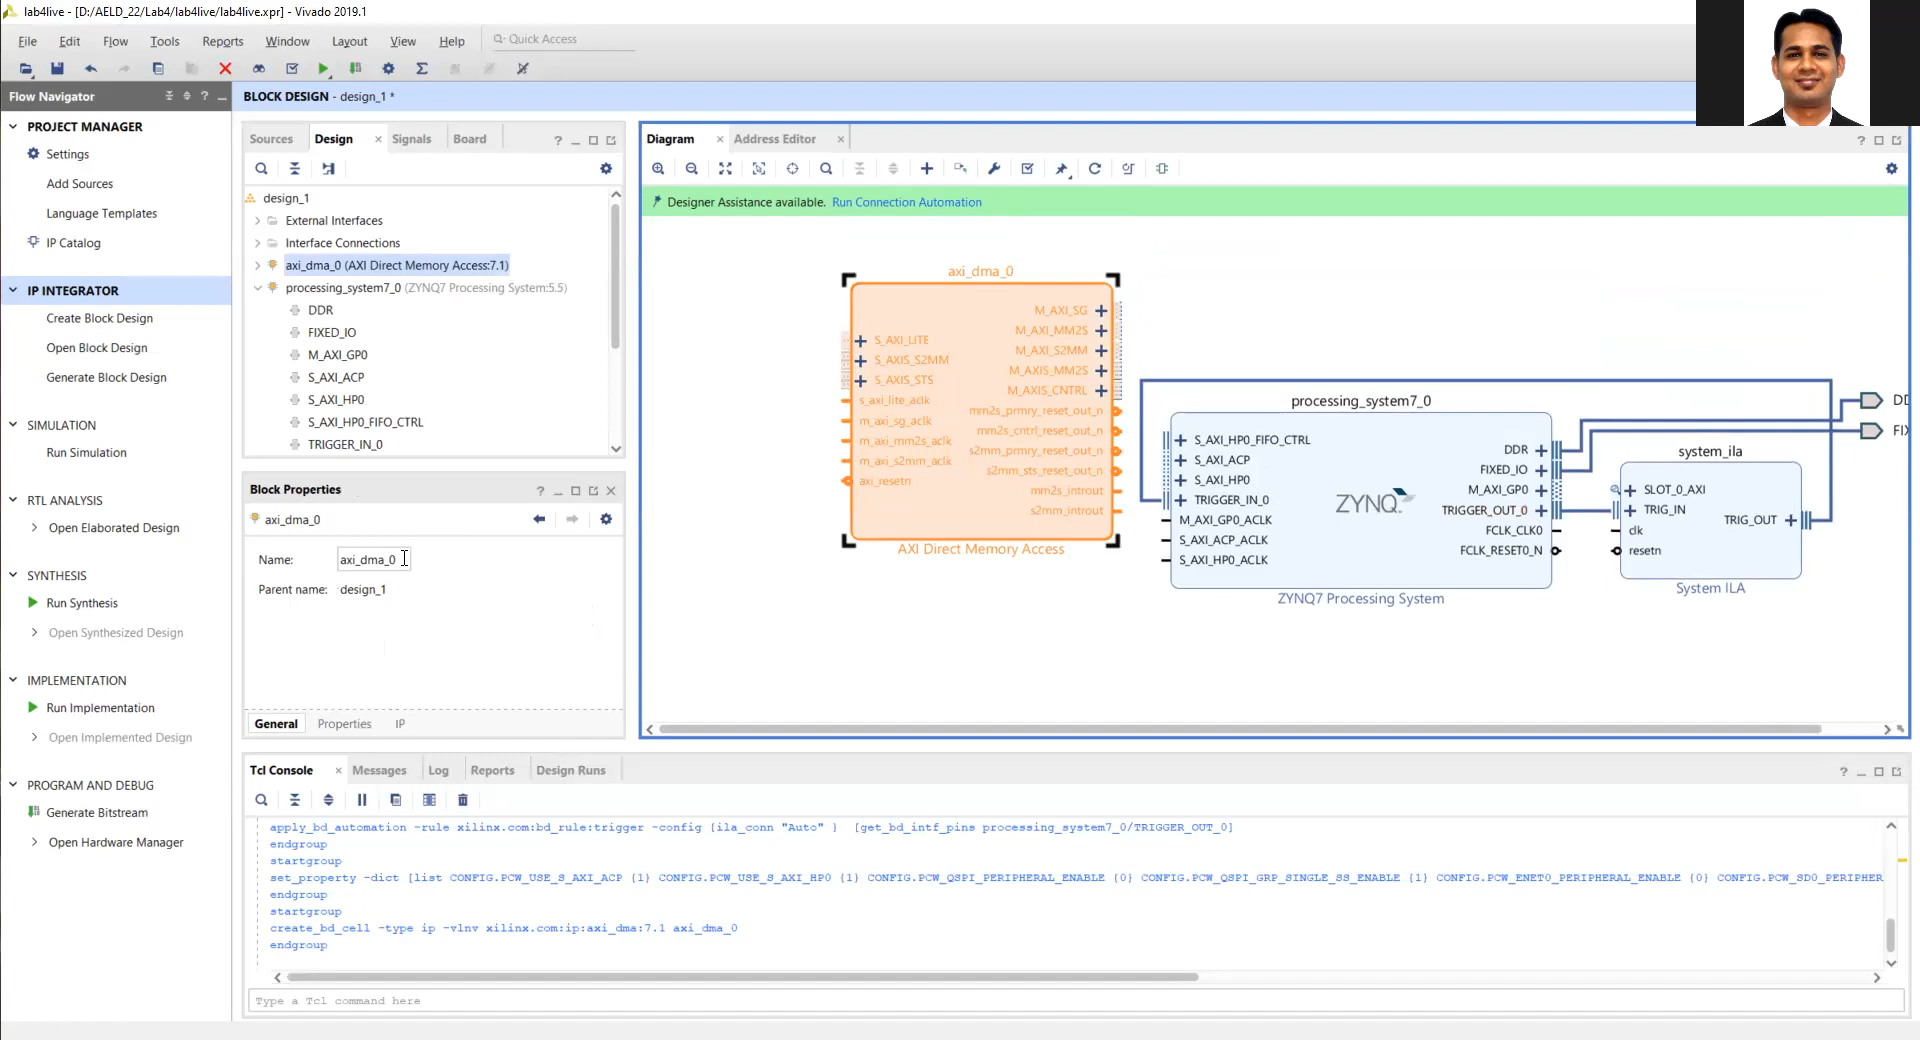 lab4live - [D:/AELD_22/Lab4/lab4live/lab4live.xpr] - Vivado 2019.1
File Edit Flow Tools Reports Window Layout View Help Quick Access
Flow Navigator
PROJECT MANAGER
Settings
Add Sources
Language Templates
IP Catalog
IP INTEGRATOR
Create Block Design
Open Block Design
Generate Block Design
SIMULATION
Run Simulation
RTL ANALYSIS
Open Elaborated Design
SYNTHESIS
Run Synthesis
Open Synthesized Design
IMPLEMENTATION
Run Implementation
Open Implemented Design
PROGRAM AND DEBUG
Generate Bitstream
Open Hardware Manager
BLOCK DESIGN - design_1 *
Sources Design Signals Board
design_1
External Interfaces
Interface Connections
axi_dma_0 (AXI Direct Memory Access:7.1)
processing_system7_0 (ZYNQ7 Processing System:5.5)
DDR
FIXED_IO
M_AXI_GP0
S_AXI_ACP
S_AXI_HP0
S_AXI_HP0_FIFO_CTRL
TRIGGER_IN_0
Block Properties
axi_dma_0
Name: axi_dma_0
Parent name: design_1
General Properties IP
Diagram Address Editor
Designer Assistance available. Run Connection Automation
axi_dma_0
S_AXI_LITE
S_AXIS_S2MM
S_AXIS_STS
s_axi_lite_aclk
m_axi_sg_aclk
m_axi_mm2s_aclk
m_axi_s2mm_aclk
axi_resetn
M_AXI_SG
M_AXI_MM2S
M_AXI_S2MM
M_AXIS_MM2S
M_AXIS_CNTRL
mm2s_prmry_reset_out_n
mm2s_cntrl_reset_out_n
s2mm_prmry_reset_out_n
s2mm_sts_reset_out_n
mm2s_introut
s2mm_introut
AXI Direct Memory Access
processing_system7_0
S_AXI_HP0_FIFO_CTRL
S_AXI_ACP
S_AXI_HP0
TRIGGER_IN_0
M_AXI_GP0_ACLK
S_AXI_ACP_ACLK
S_AXI_HP0_ACLK
ZYNQ
DDR
FIXED_IO
M_AXI_GP0
TRIGGER_OUT_0
FCLK_CLK0
FCLK_RESET0_N
ZYNQ7 Processing System
system_ila
SLOT_0_AXI
TRIG_IN
clk
resetn
TRIG_OUT
System ILA
DD
FIX
Tcl Console Messages Log Reports Design Runs
apply_bd_automation -rule xilinx.com:bd_rule:trigger -config {ila_conn "Auto" } [get_bd_intf_pins processing_system7_0/TRIGGER_OUT_0]
endgroup
startgroup
set_property -dict [list CONFIG.PCW_USE_S_AXI_ACP {1} CONFIG.PCW_USE_S_AXI_HP0 {1} CONFIG.PCW_QSPI_PERIPHERAL_ENABLE {0} CONFIG.PCW_QSPI_GRP_SINGLE_SS_ENABLE {1} CONFIG.PCW_ENET0_PERIPHERAL_ENABLE {0} CONFIG.PCW_SD0_PERIPHER
endgroup
startgroup
create_bd_cell -type ip -vlnv xilinx.com:ip:axi_dma:7.1 axi_dma_0
endgroup
Type a Tcl command here